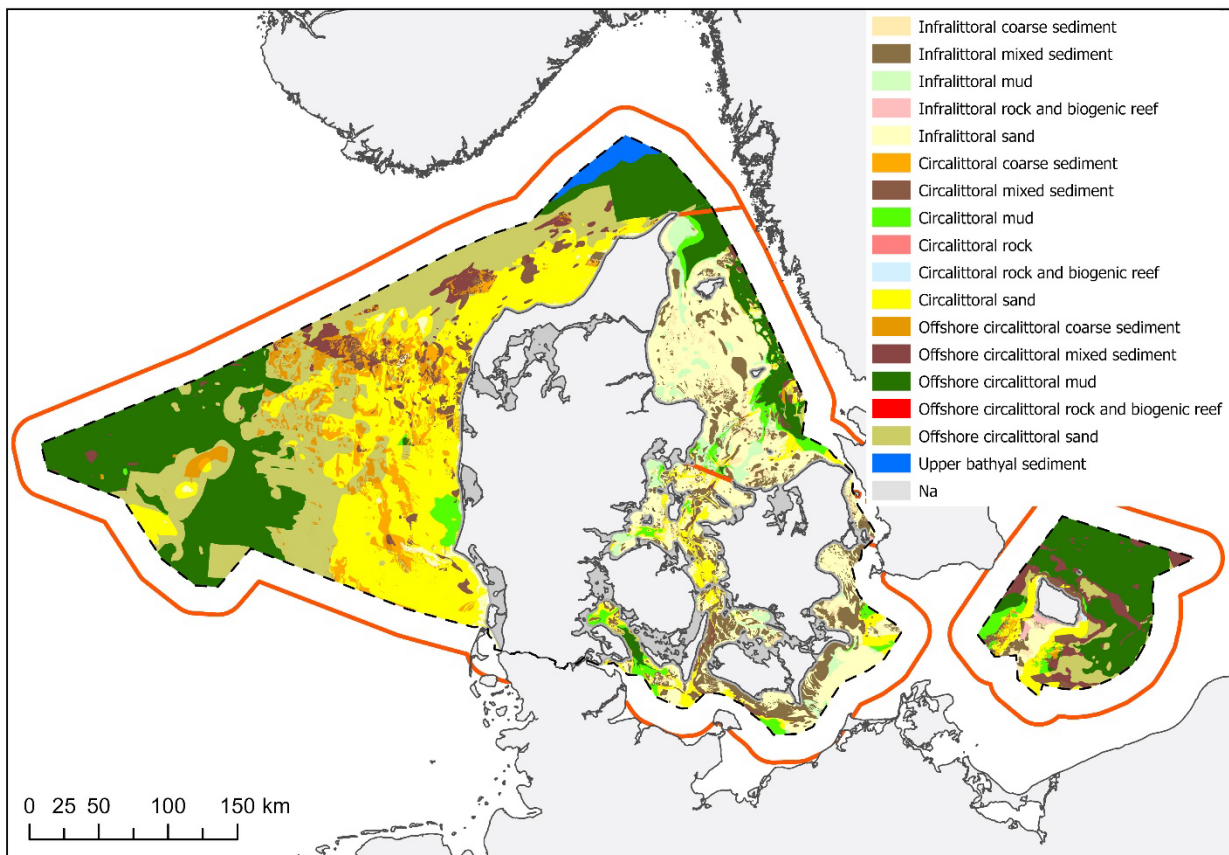 Infralittoral coarse sediment
Infralittoral mixed sediment
Infralittoral mud
Infralittoral rock and biogenic reef
Infralittoral sand
Circalittoral coarse sediment
Circalittoral mixed sediment
Circalittoral mud
Circalittoral rock
Circalittoral rock and biogenic reef
Circalittoral sand
Offshore circalittoral coarse sediment
Offshore circalittoral mixed sediment
Offshore circalittoral mud
Offshore circalittoral rock and biogenic reef
Offshore circalittoral sand
Upper bathyal sediment
Na
0 25 50 100 150 km